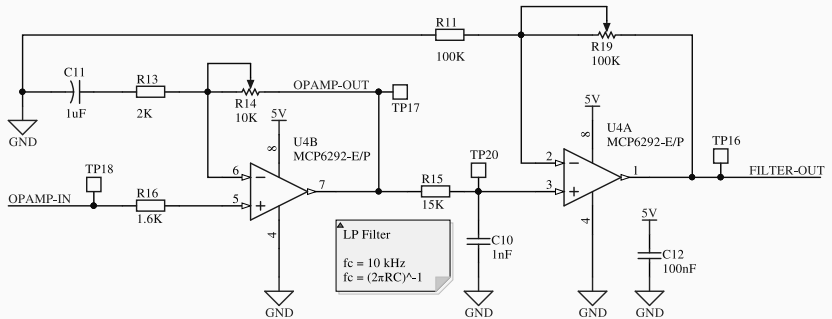 R11
100K
R19
100K
C11
1uF
R13
2K
R14
10K
OPAMP-OUT
TP17
GND
5V
8
U4B
MCP6292-E/P
5V
8
U4A
MCP6292-E/P
TP18
6
5
7
4
TP20
2
3
1
4
TP16
OPAMP-IN
R16
1.6K
R15
15K
FILTER-OUT
LP Filter
fc = 10 kHz
fc = (2πRC)^-1
C10
1nF
5V
C12
100nF
GND
GND
GND
GND